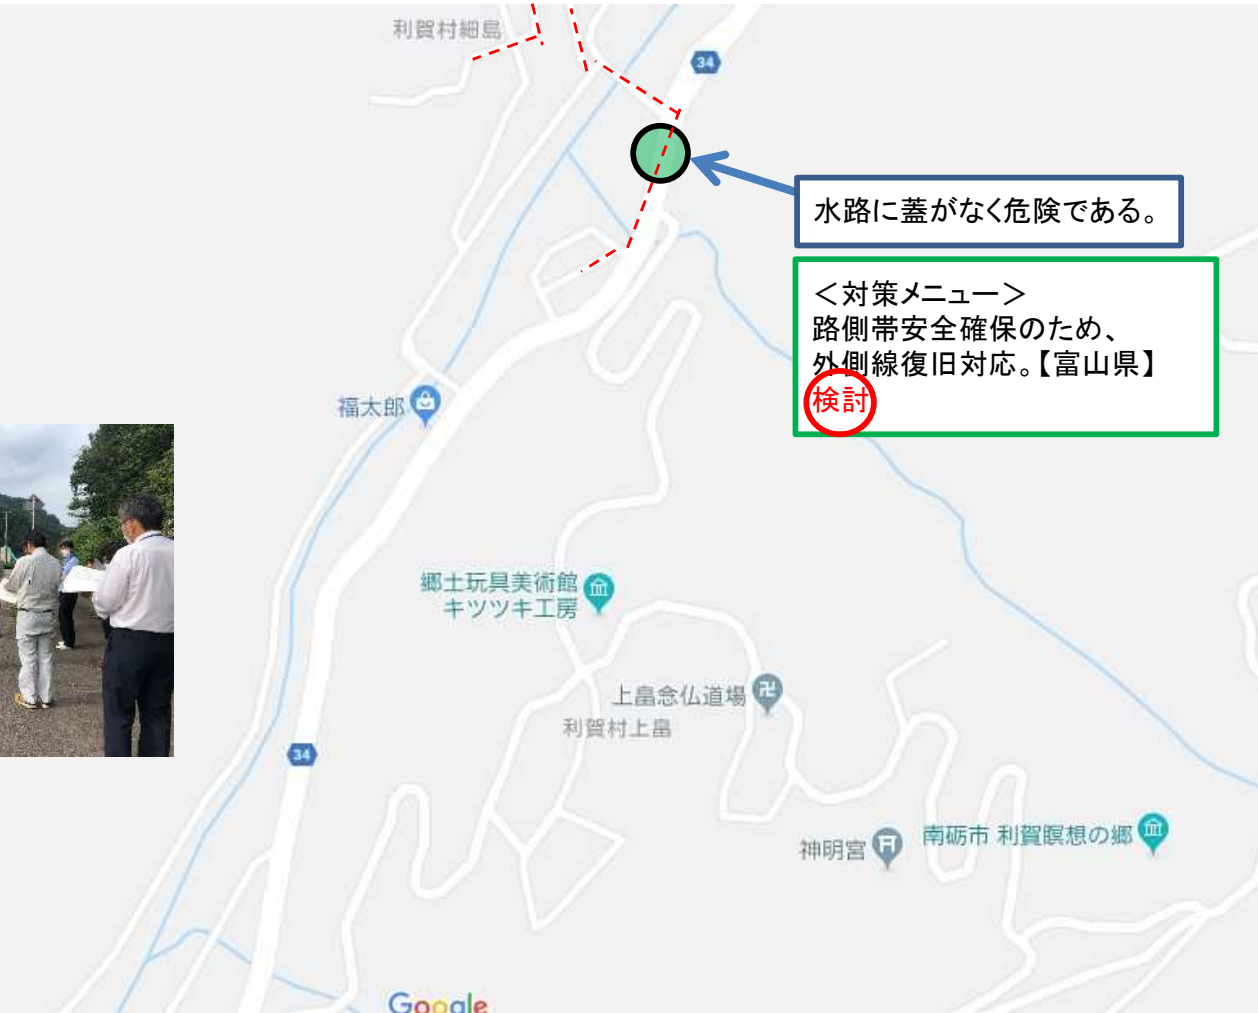 利賀村細島
34
水路に蓋がなく危険である。
＜対策メニュー＞
路側帯安全確保のため、
外側線復旧対応。【富山県】
検討
福太郎
郷土玩具美術館
キツツキ工房
上畠念仏道場
利賀村上畠
34
神明宮
南砺市 利賀瞑想の郷
Google